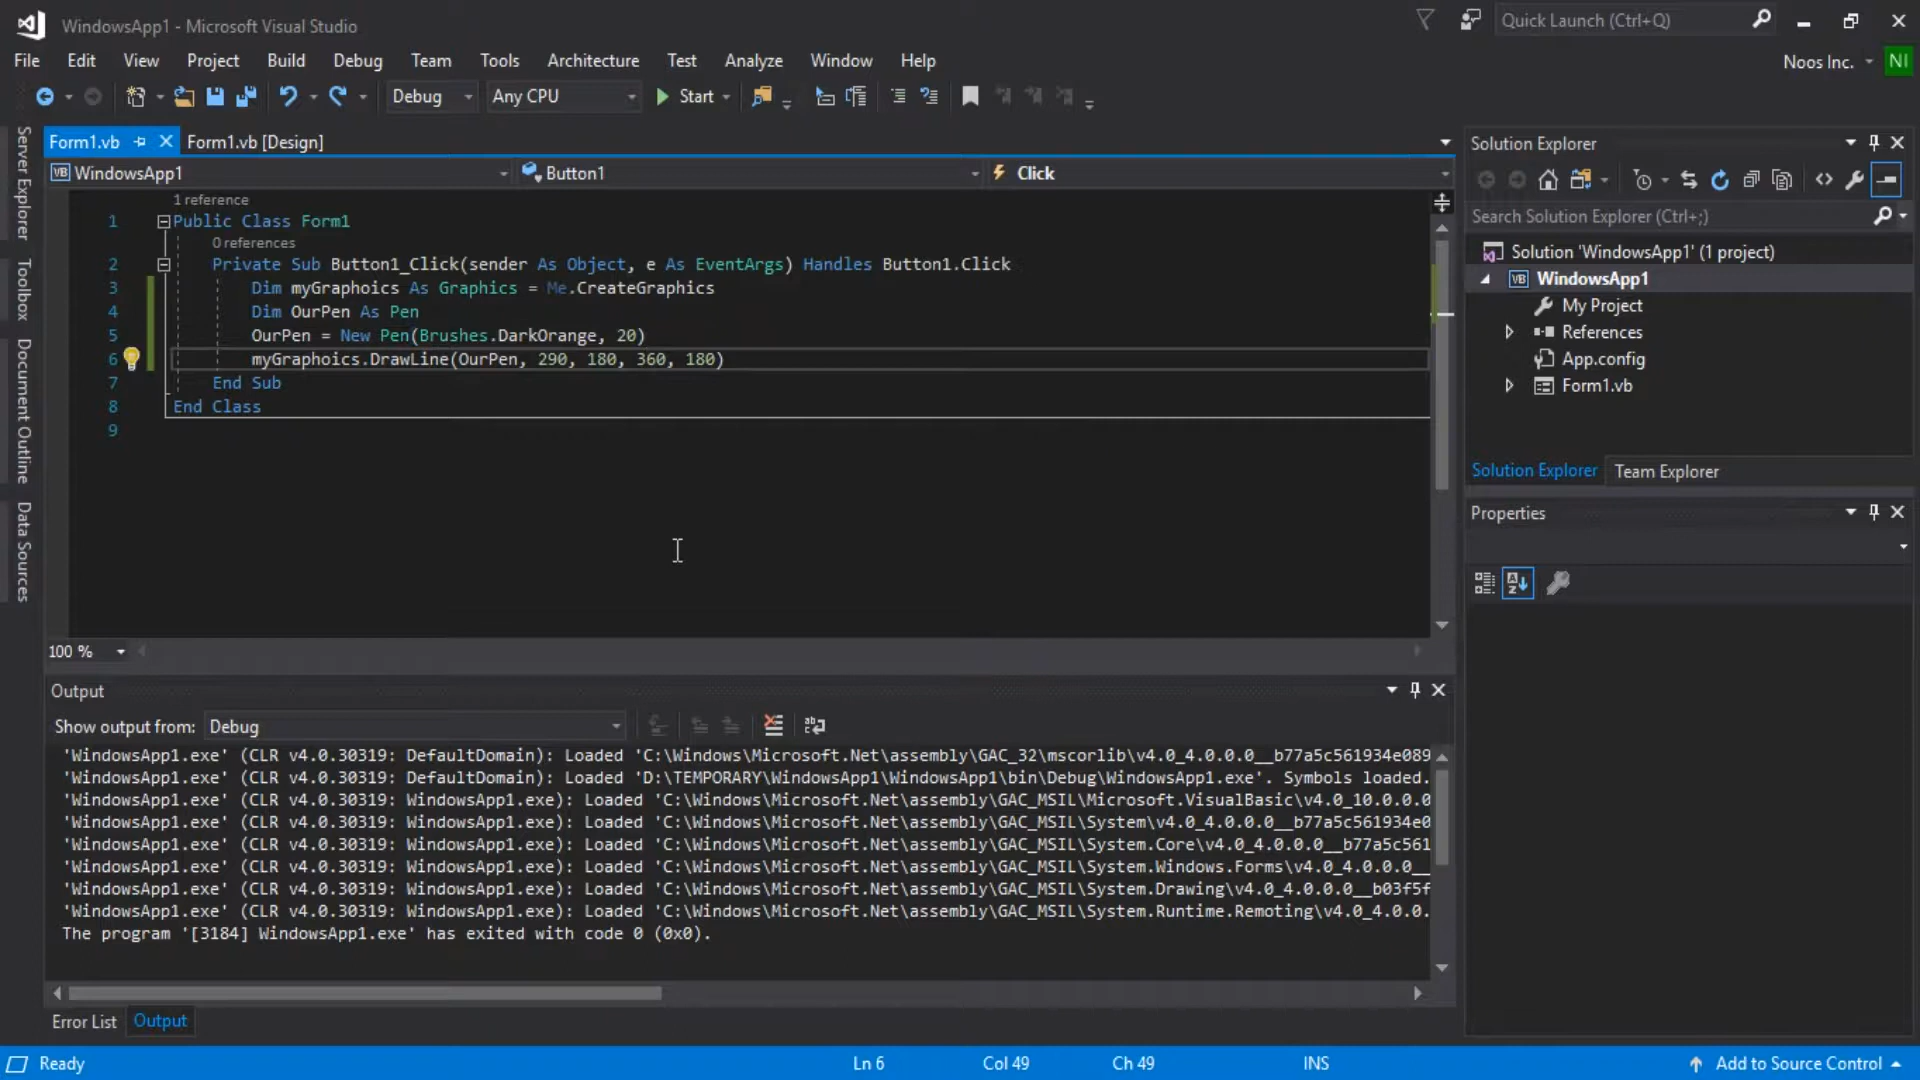 WindowsApp1 - Microsoft Visual Studio
Quick Launch (Ctrl+Q)
File Edit View Project Build Debug Team Tools Architecture Test Analyze Window Help
Noos Inc. NI
Debug Any CPU Start
Server Explorer
Toolbox
Document Outline
Data Sources
Form1.vb Form1.vb [Design]
VB WindowsApp1 Button1 Click
1 reference
1 Public Class Form1
0 references
2 Private Sub Button1_Click(sender As Object, e As EventArgs) Handles Button1.Click
3 Dim myGraphoics As Graphics = Me.CreateGraphics
4 Dim OurPen As Pen
5 OurPen = New Pen(Brushes.DarkOrange, 20)
6 myGraphoics.DrawLine(OurPen, 290, 180, 360, 180)
7 End Sub
8 End Class
9
100 %
Solution Explorer
Search Solution Explorer (Ctrl+;)
Solution 'WindowsApp1' (1 project)
VB WindowsApp1
My Project
References
App.config
Form1.vb
Solution Explorer Team Explorer
Properties
Output
Show output from: Debug
'WindowsApp1.exe' (CLR v4.0.30319: DefaultDomain): Loaded 'C:\Windows\Microsoft.Net\assembly\GAC_32\mscorlib\v4.0_4.0.0.0__b77a5c561934e089
'WindowsApp1.exe' (CLR v4.0.30319: DefaultDomain): Loaded 'D:\TEMPORARY\WindowsApp1\WindowsApp1\bin\Debug\WindowsApp1.exe'. Symbols loaded.
'WindowsApp1.exe' (CLR v4.0.30319: WindowsApp1.exe): Loaded 'C:\Windows\Microsoft.Net\assembly\GAC_MSIL\Microsoft.VisualBasic\v4.0_10.0.0.0
'WindowsApp1.exe' (CLR v4.0.30319: WindowsApp1.exe): Loaded 'C:\Windows\Microsoft.Net\assembly\GAC_MSIL\System\v4.0_4.0.0.0__b77a5c561934e0
'WindowsApp1.exe' (CLR v4.0.30319: WindowsApp1.exe): Loaded 'C:\Windows\Microsoft.Net\assembly\GAC_MSIL\System.Core\v4.0_4.0.0.0__b77a5c561
'WindowsApp1.exe' (CLR v4.0.30319: WindowsApp1.exe): Loaded 'C:\Windows\Microsoft.Net\assembly\GAC_MSIL\System.Windows.Forms\v4.0_4.0.0.0__
'WindowsApp1.exe' (CLR v4.0.30319: WindowsApp1.exe): Loaded 'C:\Windows\Microsoft.Net\assembly\GAC_MSIL\System.Drawing\v4.0_4.0.0.0__b03f5f
'WindowsApp1.exe' (CLR v4.0.30319: WindowsApp1.exe): Loaded 'C:\Windows\Microsoft.Net\assembly\GAC_MSIL\System.Runtime.Remoting\v4.0_4.0.0.
The program '[3184] WindowsApp1.exe' has exited with code 0 (0x0).
Error List Output
Ready Ln 6 Col 49 Ch 49 INS Add to Source Control